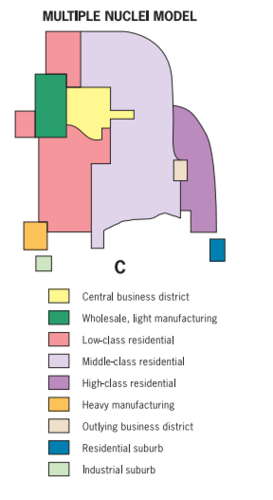 MULTIPLE NUCLEI MODEL
C
Central business district
Wholesale, light manufacturing
Low-class residential
Middle-class residential
High-class residential
Heavy manufacturing
Outlying business district
Residential suburb
Industrial suburb